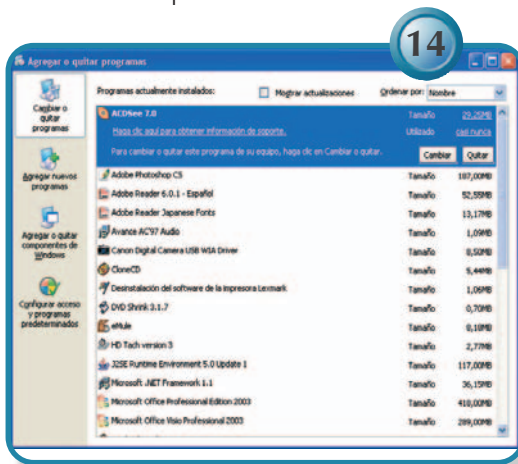 14
Agregar o quitar programas
Cambiar o
quitar
programas
Agregar nuevos
programas
Agregar o quitar
componentes de
Windows
Configurar acceso
y programas
predeterminados
Programas actualmente instalados:
Mostrar actualizaciones
Ordenar por: Nombre
ACDSee 7.0 Tamaño 29,25MB
Haga clic aquí para obtener información de soporte. Utilizado casi nunca
Para cambiar o quitar este programa de su equipo, haga clic en Cambiar o quitar.
Cambiar Quitar
Adobe Photoshop CS Tamaño 187,00MB
Adobe Reader 6.0.1 - Español Tamaño 52,55MB
Adobe Reader Japanese Fonts Tamaño 13,17MB
Avance AC'97 Audio Tamaño 1,09MB
Canon Digital Camera USB WIA Driver Tamaño 8,50MB
CloneCD Tamaño 5,44MB
Desinstalación del software de la impresora Lexmark Tamaño 1,06MB
DVD Shrink 3.1.7 Tamaño 0,70MB
eMule Tamaño 8,18MB
HD Tach version 3 Tamaño 2,77MB
J2SE Runtime Environment 5.0 Update 1 Tamaño 117,00MB
Microsoft .NET Framework 1.1 Tamaño 36,15MB
Microsoft Office Professional Edition 2003 Tamaño 410,00MB
Microsoft Office Visio Professional 2003 Tamaño 289,00MB